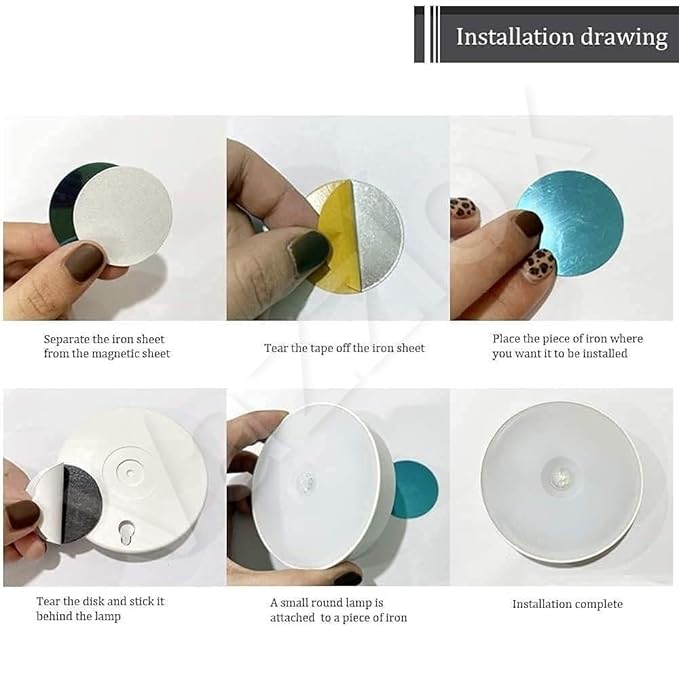 Installation drawing
Separate the iron sheet
from the magnetic sheet
Tear the tape off the iron sheet
Place the piece of iron where
you want it to be installed
Tear the disk and stick it
behind the lamp
A small round lamp is
attached to a piece of iron
Installation complete